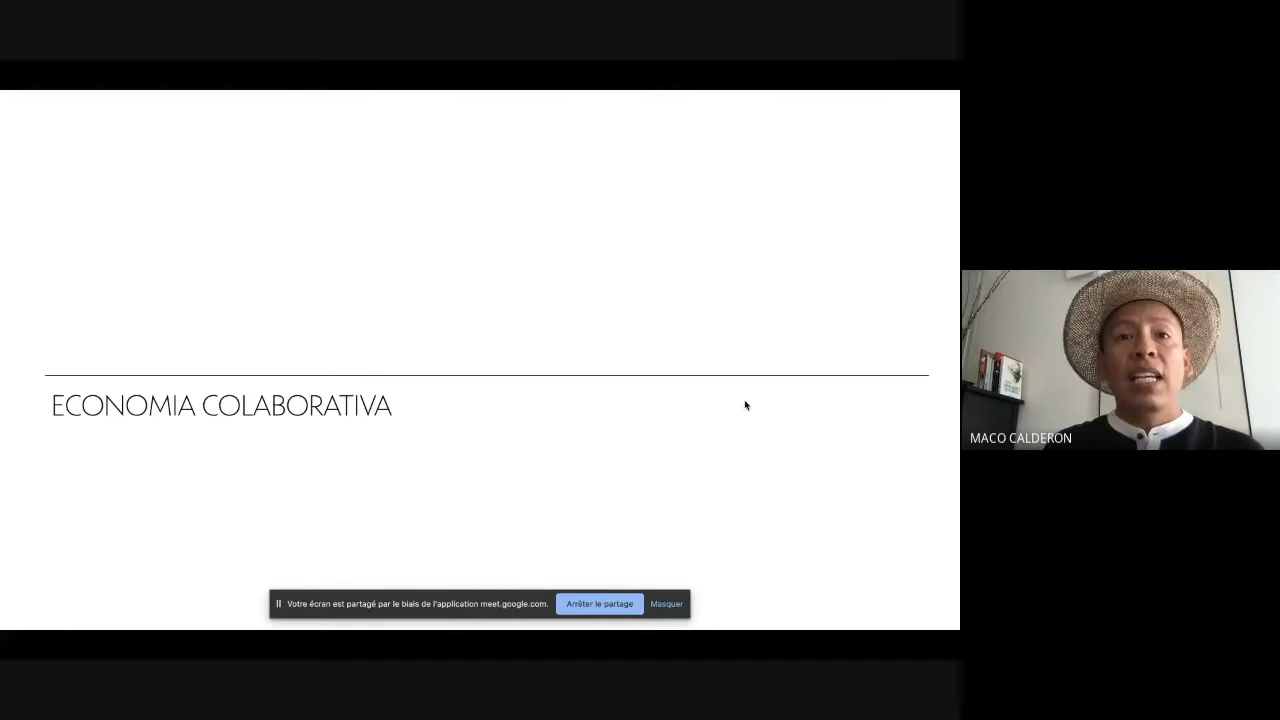 ECONOMIA COLABORATIVA
MACO CALDERON
Votre écran est partagé par le biais de l'application meet.google.com. Arrêter le partage Masquer